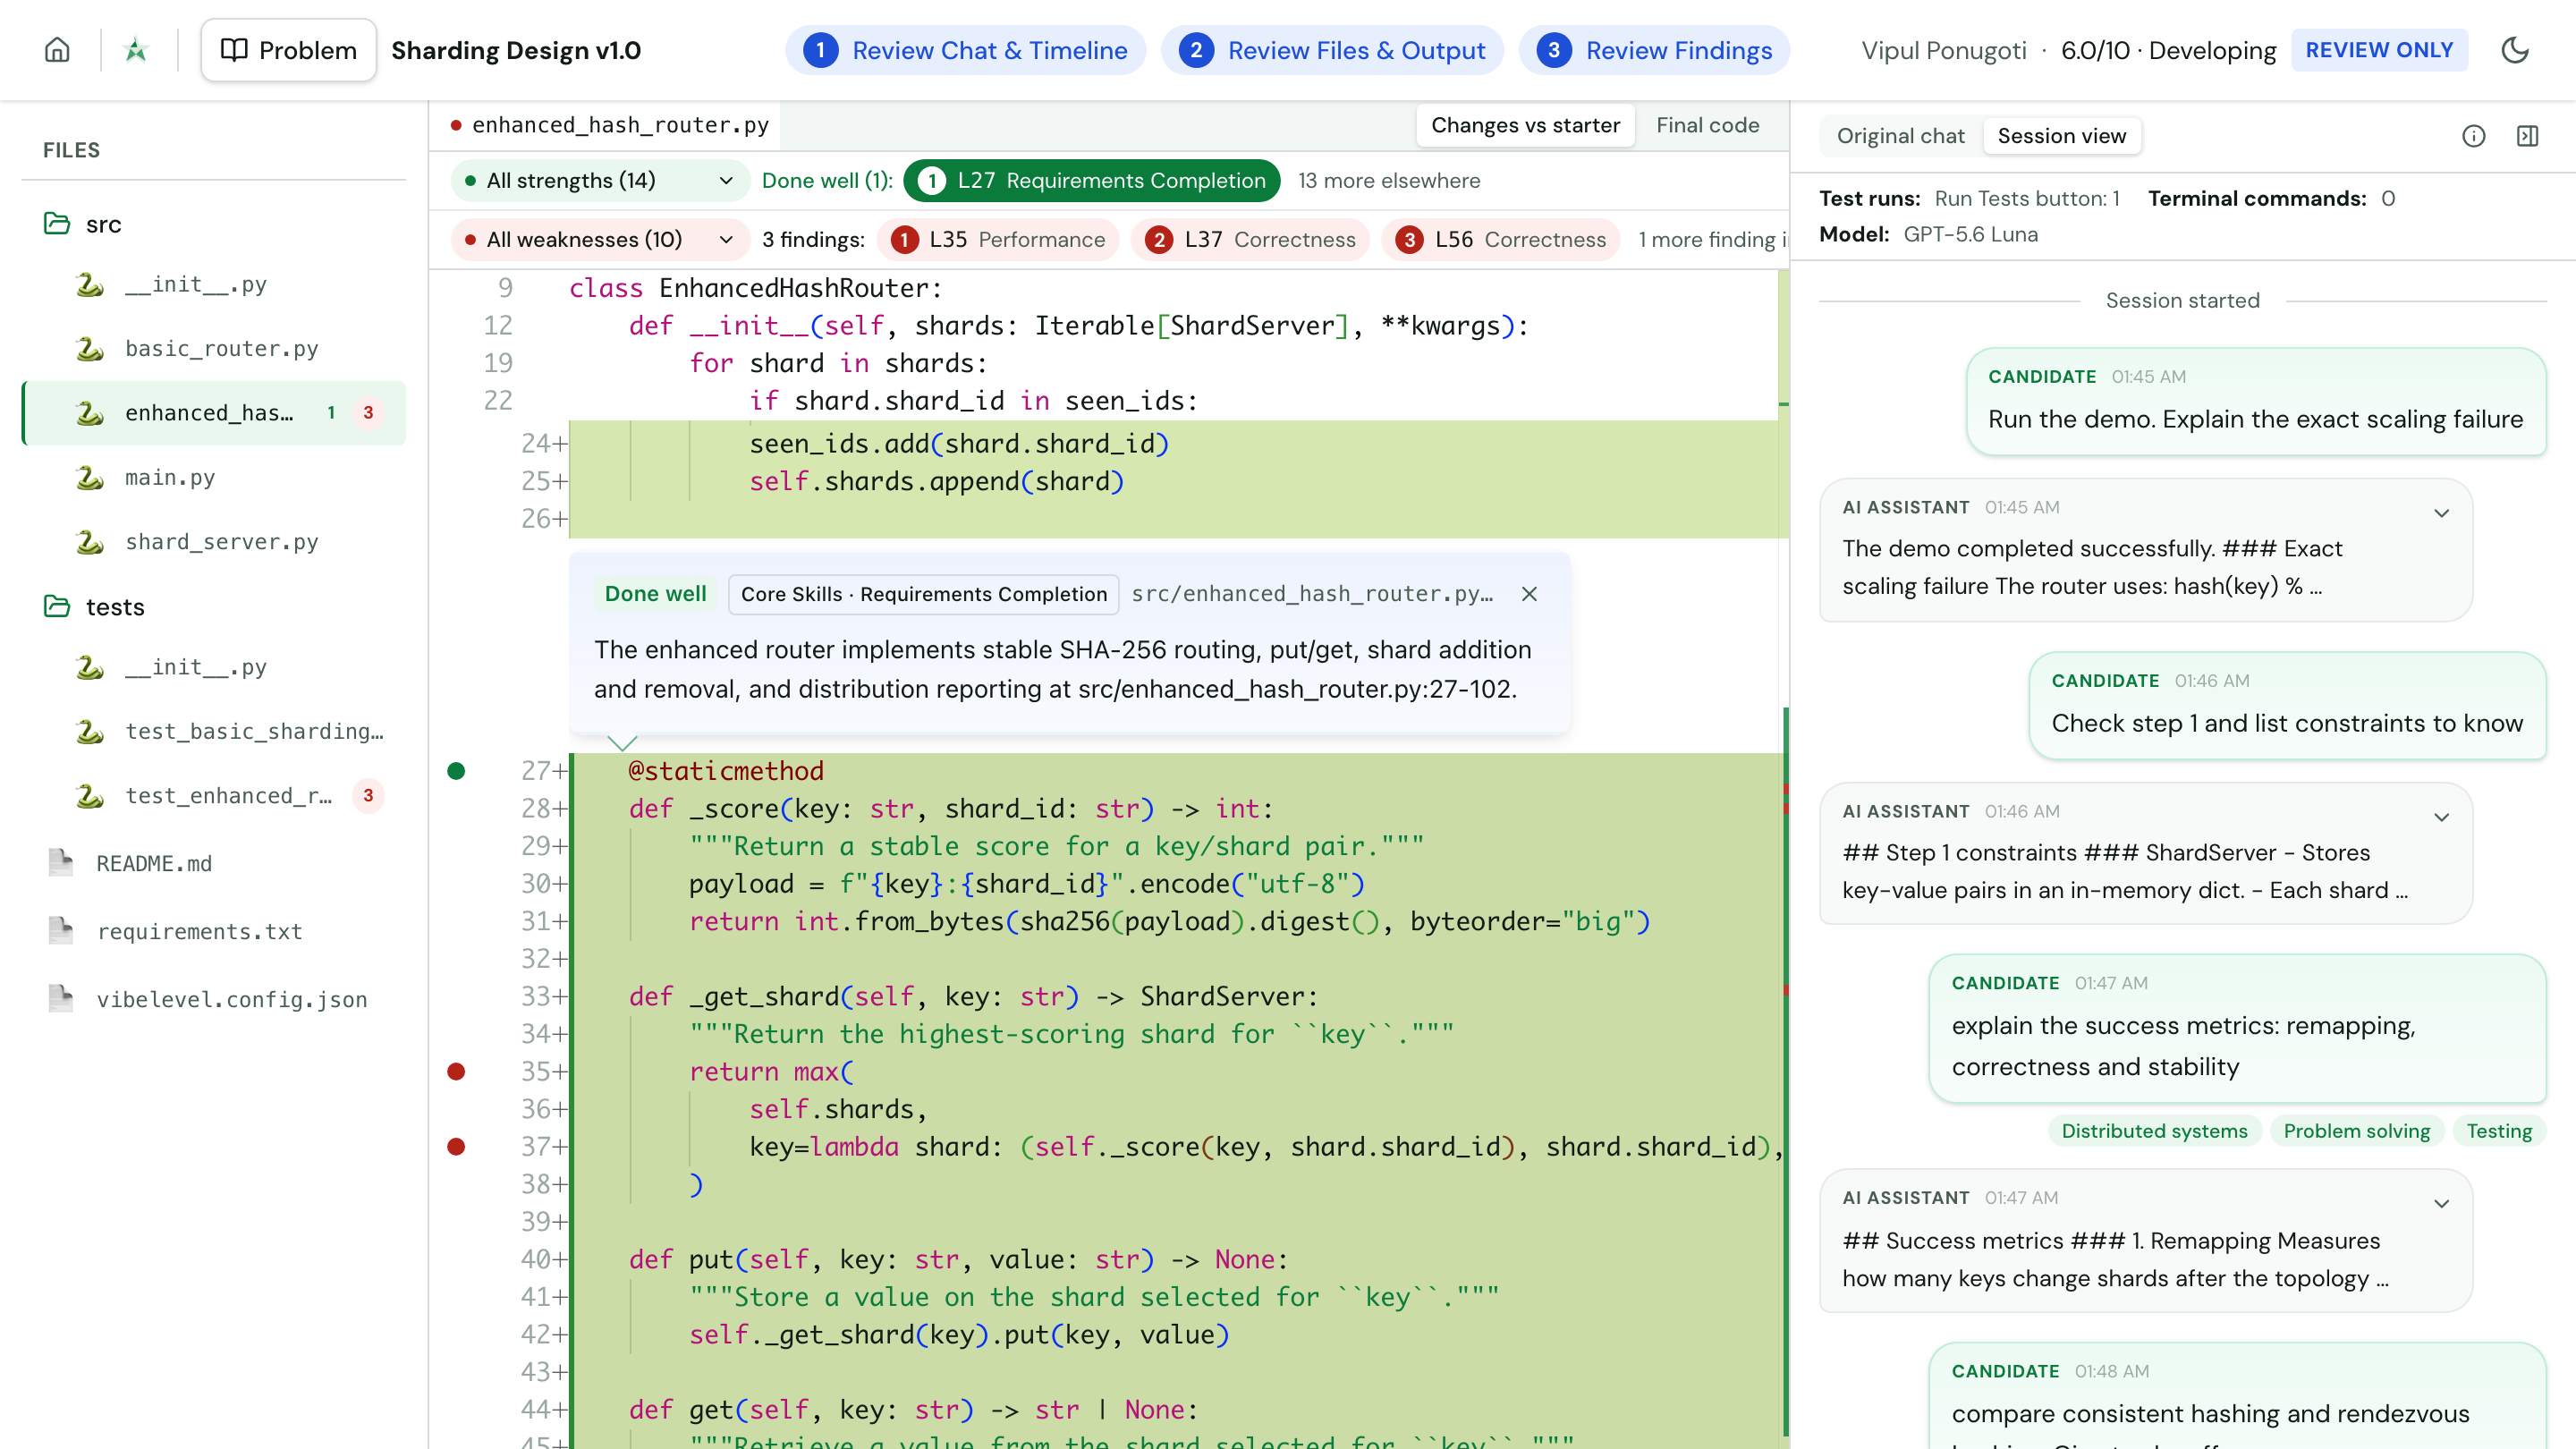 Problem
Sharding Design v1.0
1 Review Chat & Timeline
2 Review Files & Output
3 Review Findings
Vipul Ponugoti · 6.0/10 · Developing
REVIEW ONLY
FILES
src
__init__.py
basic_router.py
enhanced_has… 1 3
main.py
shard_server.py
tests
__init__.py
test_basic_sharding…
test_enhanced_r… 3
README.md
requirements.txt
vibelevel.config.json
enhanced_hash_router.py
Changes vs starter
Final code
All strengths (14)
Done well (1):
1 L27 Requirements Completion
13 more elsewhere
All weaknesses (10)
3 findings:
1 L35 Performance
2 L37 Correctness
3 L56 Correctness
1 more finding
9 class EnhancedHashRouter:
12 def __init__(self, shards: Iterable[ShardServer], **kwargs):
19 for shard in shards:
22 if shard.shard_id in seen_ids:
24+ seen_ids.add(shard.shard_id)
25+ self.shards.append(shard)
26+
Done well
Core Skills · Requirements Completion
src/enhanced_hash_router.py…
The enhanced router implements stable SHA-256 routing, put/get, shard addition
and removal, and distribution reporting at src/enhanced_hash_router.py:27-102.
27+ @staticmethod
28+ def _score(key: str, shard_id: str) -> int:
29+ """Return a stable score for a key/shard pair."""
30+ payload = f"{key}:{shard_id}".encode("utf-8")
31+ return int.from_bytes(sha256(payload).digest(), byteorder="big")
32+
33+ def _get_shard(self, key: str) -> ShardServer:
34+ """Return the highest-scoring shard for ``key``."""
35+ return max(
36+ self.shards,
37+ key=lambda shard: (self._score(key, shard.shard_id), shard.shard_id),
38+ )
39+
40+ def put(self, key: str, value: str) -> None:
41+ """Store a value on the shard selected for ``key``."""
42+ self._get_shard(key).put(key, value)
43+
44+ def get(self, key: str) -> str | None:
45+ """Retrieve a value from the shard selected for ``key``."""
Original chat
Session view
Test runs: Run Tests button: 1 Terminal commands: 0
Model: GPT-5.6 Luna
Session started
CANDIDATE 01:45 AM
Run the demo. Explain the exact scaling failure
AI ASSISTANT 01:45 AM
The demo completed successfully. ### Exact
scaling failure The router uses: hash(key) % …
CANDIDATE 01:46 AM
Check step 1 and list constraints to know
AI ASSISTANT 01:46 AM
## Step 1 constraints ### ShardServer - Stores
key-value pairs in an in-memory dict. - Each shard …
CANDIDATE 01:47 AM
explain the success metrics: remapping,
correctness and stability
Distributed systems
Problem solving
Testing
AI ASSISTANT 01:47 AM
## Success metrics ### 1. Remapping Measures
how many keys change shards after the topology …
CANDIDATE 01:48 AM
compare consistent hashing and rendezvous